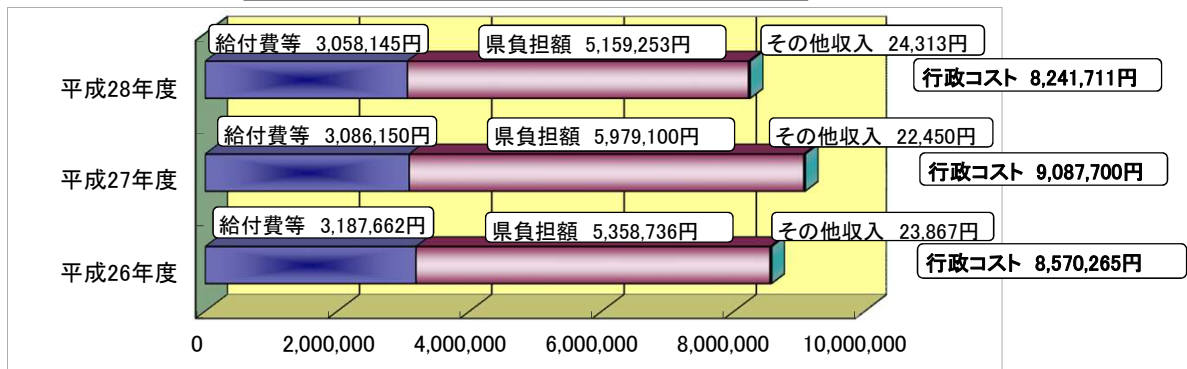 給付費等 3,058,145円 県負担額 5,159,253円 その他収入 24,313円
平成28年度 行政コスト 8,241,711円
給付費等 3,086,150円 県負担額 5,979,100円 その他収入 22,450円
平成27年度 行政コスト 9,087,700円
給付費等 3,187,662円 県負担額 5,358,736円 その他収入 23,867円
平成26年度 行政コスト 8,570,265円
0 2,000,000 4,000,000 6,000,000 8,000,000 10,000,000